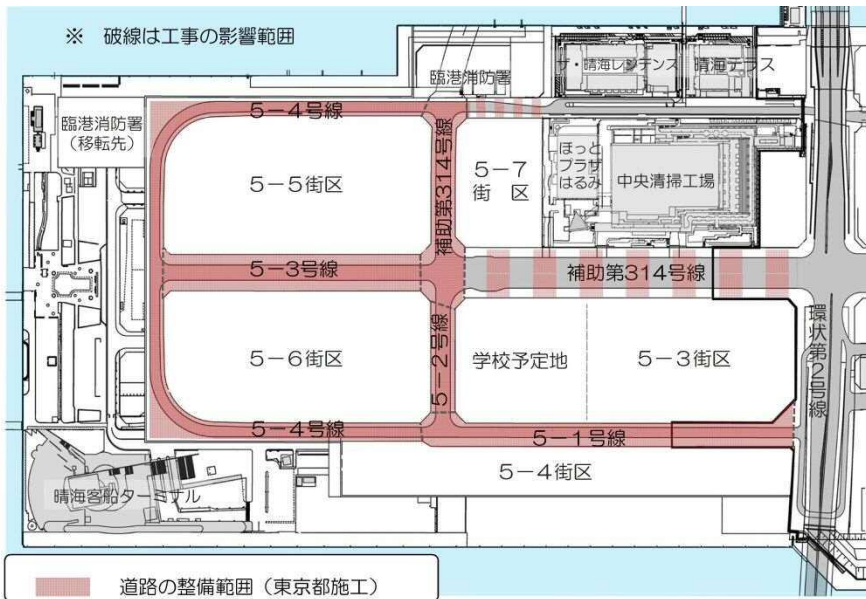 ※ 破線は工事の影響範囲
臨港消防署
ザ・晴海レジデンス
晴海テラス
臨港消防署
(移転先)
5-4号線
補助第314号線
ほっと
プラザ
はるみ
中央清掃工場
5-5街区
5-7
街区
5-3号線
補助第314号線
環状第2号線
5-6街区
5-2号線
学校予定地
5-3街区
5-4号線
5-1号線
5-4街区
晴海客船ターミナル
道路の整備範囲(東京都施工)